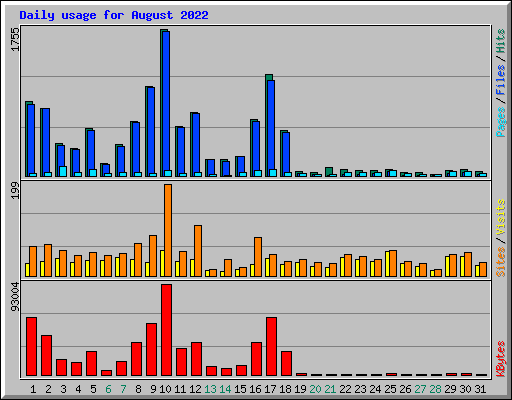 Daily usage for August 2022
1755
Pages / Files / Hits
199
Sites / Visits
93004
KBytes
1 2 3 4 5 6 7 8 9 10 11 12 13 14 15 16 17 18 19 20 21 22 23 24 25 26 27 28 29 30 31